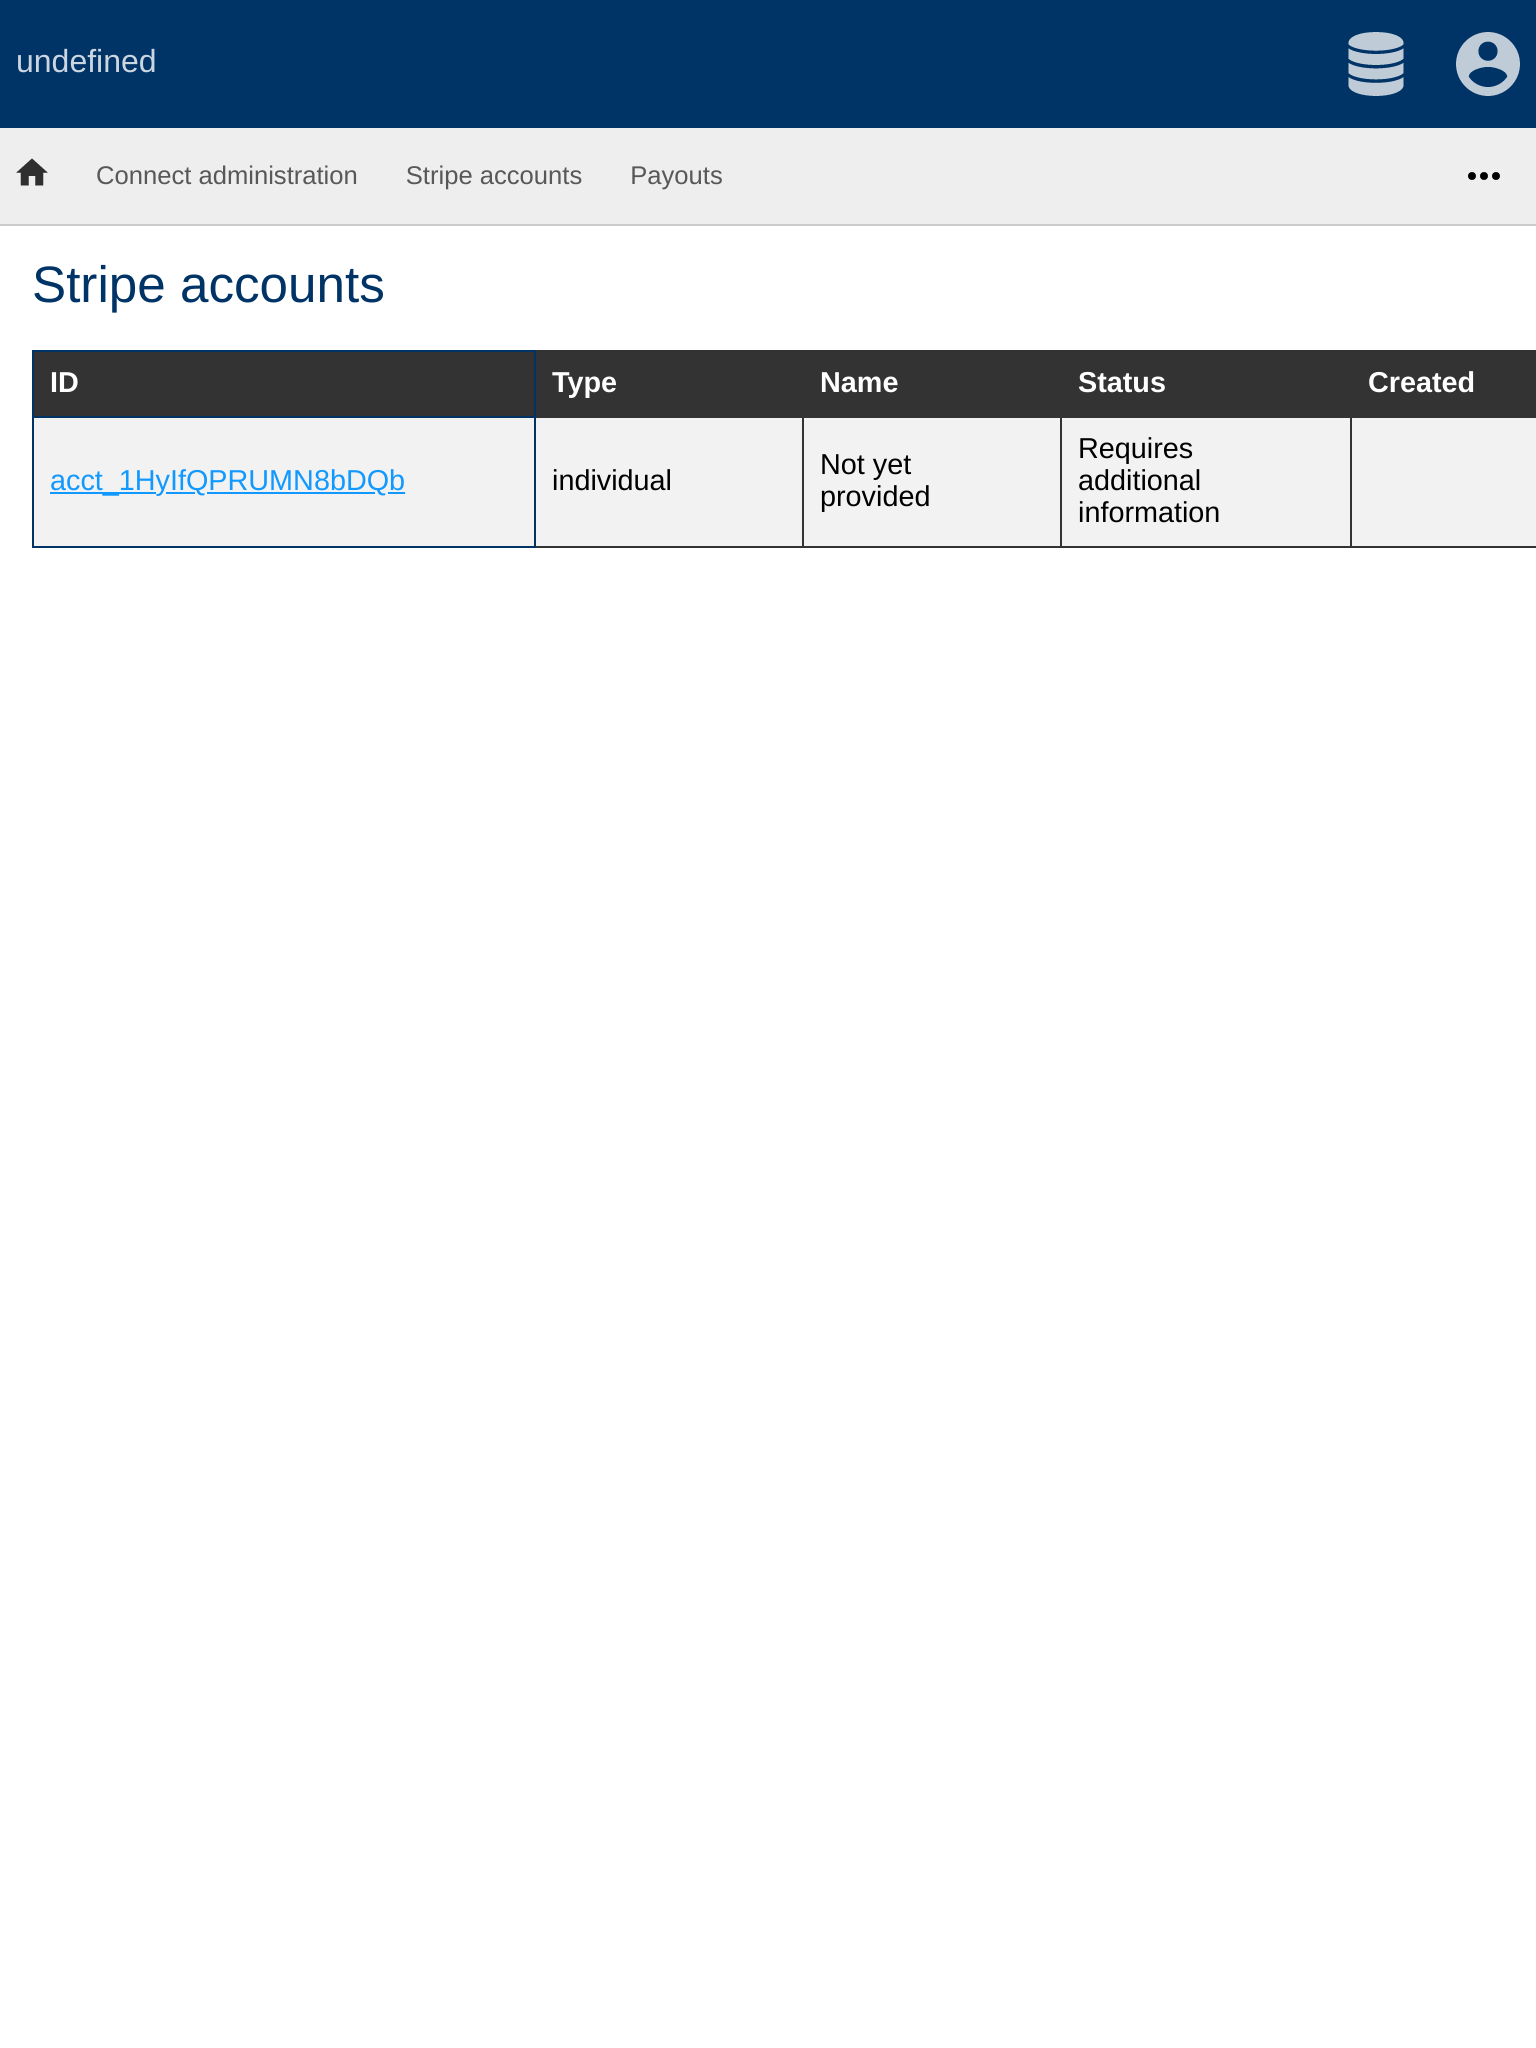 undefined
Connect administration Stripe accounts Payouts
Stripe accounts
ID Type Name Status Created
acct_1HyIfQPRUMN8bDQb individual Not yet provided Requires additional information